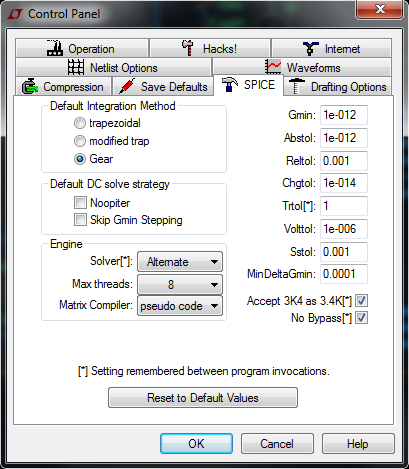 Control Panel
Operation
Hacks!
Internet
Netlist Options
Waveforms
Compression
Save Defaults
SPICE
Drafting Options
Default Integration Method
trapezoidal
modified trap
Gear
Default DC solve strategy
Noopiter
Skip Gmin Stepping
Engine
Solver[*]: Alternate
Max threads: 8
Matrix Compiler: pseudo code
Gmin: 1e-012
Abstol: 1e-012
Reltol: 0.001
Chgtol: 1e-014
Trtol[*]: 1
Volttol: 1e-006
Sstol: 0.001
MinDeltaGmin: 0.0001
Accept 3K4 as 3.4K[*]
No Bypass[*]
[*] Setting remembered between program invocations.
Reset to Default Values
OK
Cancel
Help